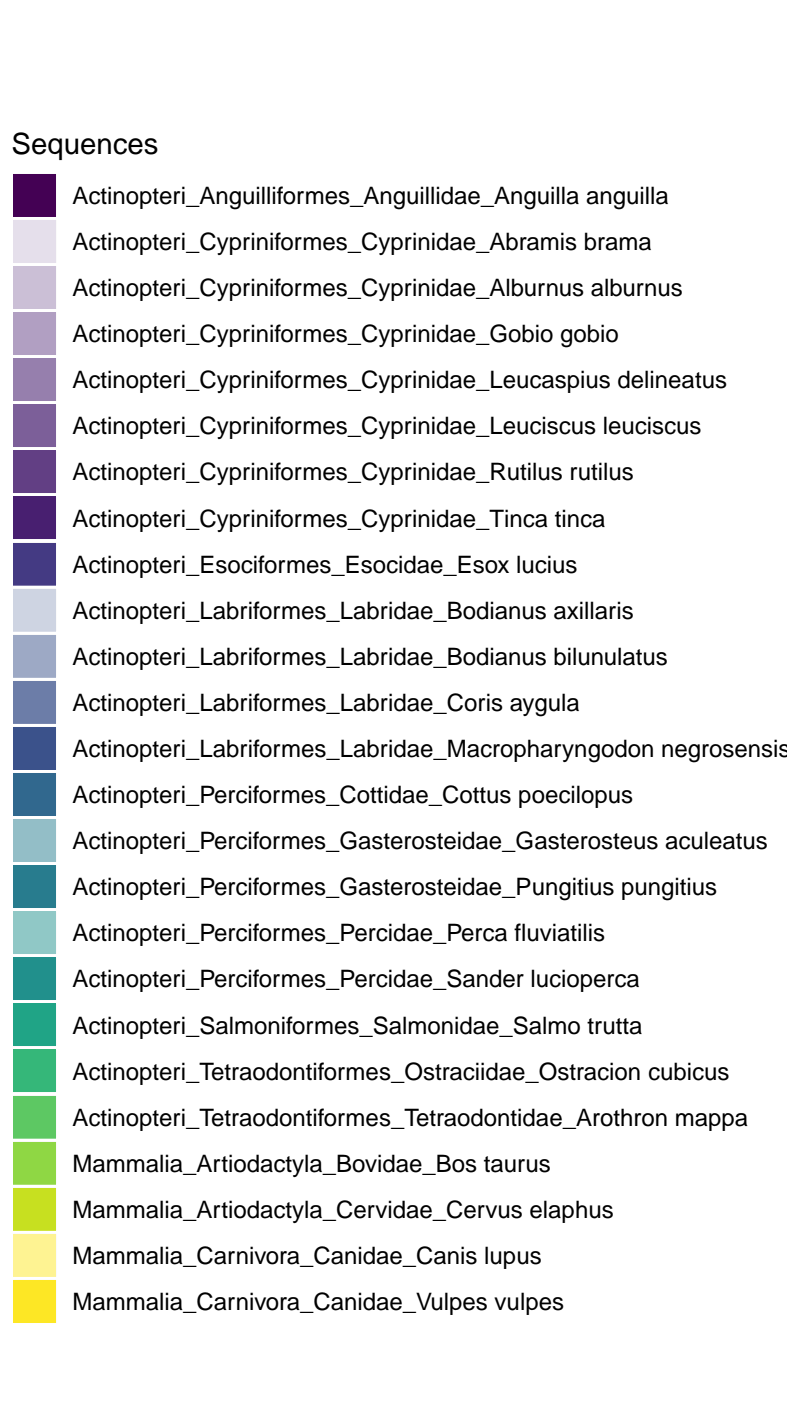 Sequences
Actinopteri_Anguilliformes_Anguillidae_Anguilla anguilla
Actinopteri_Cypriniformes_Cyprinidae_Abramis brama
Actinopteri_Cypriniformes_Cyprinidae_Alburnus alburnus
Actinopteri_Cypriniformes_Cyprinidae_Gobio gobio
Actinopteri_Cypriniformes_Cyprinidae_Leucaspius delineatus
Actinopteri_Cypriniformes_Cyprinidae_Leuciscus leuciscus
Actinopteri_Cypriniformes_Cyprinidae_Rutilus rutilus
Actinopteri_Cypriniformes_Cyprinidae_Tinca tinca
Actinopteri_Esociformes_Esocidae_Esox lucius
Actinopteri_Labriformes_Labridae_Bodianus axillaris
Actinopteri_Labriformes_Labridae_Bodianus bilunulatus
Actinopteri_Labriformes_Labridae_Coris aygula
Actinopteri_Labriformes_Labridae_Macropharyngodon negrosensis
Actinopteri_Perciformes_Cottidae_Cottus poecilopus
Actinopteri_Perciformes_Gasterosteidae_Gasterosteus aculeatus
Actinopteri_Perciformes_Gasterosteidae_Pungitius pungitius
Actinopteri_Perciformes_Percidae_Perca fluviatilis
Actinopteri_Perciformes_Percidae_Sander lucioperca
Actinopteri_Salmoniformes_Salmonidae_Salmo trutta
Actinopteri_Tetraodontiformes_Ostraciidae_Ostracion cubicus
Actinopteri_Tetraodontiformes_Tetraodontidae_Arothron mappa
Mammalia_Artiodactyla_Bovidae_Bos taurus
Mammalia_Artiodactyla_Cervidae_Cervus elaphus
Mammalia_Carnivora_Canidae_Canis lupus
Mammalia_Carnivora_Canidae_Vulpes vulpes